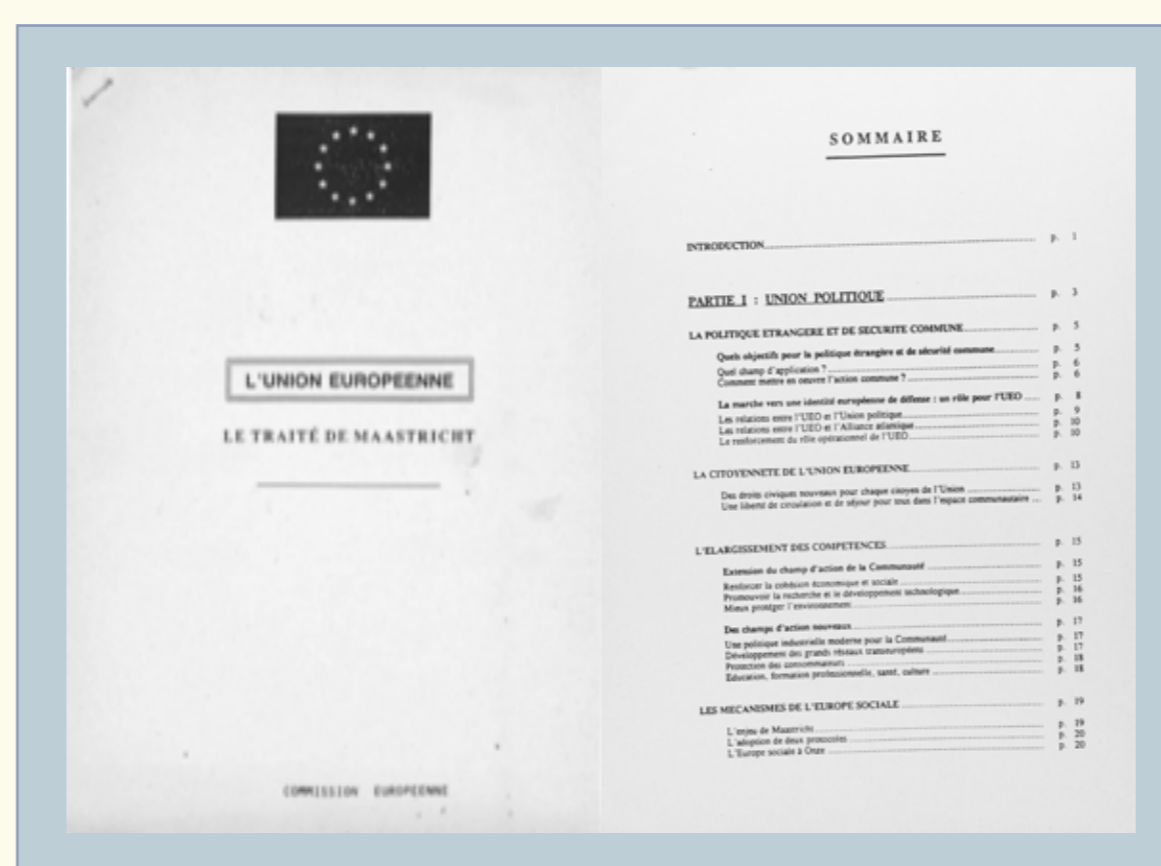 L'UNION EUROPEENNE
LE TRAITÉ DE MAASTRICHT
COMMISSION EUROPEENNE
SOMMAIRE
INTRODUCTION p. 1
PARTIE I : UNION POLITIQUE p. 3
LA POLITIQUE ETRANGERE ET DE SECURITE COMMUNE p. 5
Quels objectifs pour la politique étrangère et de sécurité commune p. 5
Quel champ d'application ? p. 6
Comment mettre en oeuvre l'action commune ? p. 6
La marche vers une identité européenne de défense : un rôle pour l'UEO p. 8
Les relations entre l'UEO et l'Union politique p. 9
Les relations entre l'UEO et l'Alliance atlantique p. 10
Le renforcement du rôle opérationnel de l'UEO p. 10
LA CITOYENNETE DE L'UNION EUROPEENNE p. 13
Des droits civiques nouveaux pour chaque citoyen de l'Union p. 13
Une liberté de circulation et de séjour pour tous dans l'espace communautaire ... p. 14
L'ELARGISSEMENT DES COMPETENCES p. 15
Extension du champ d'action de la Communauté p. 15
Renforcer la cohésion économique et sociale p. 15
Promouvoir la recherche et le développement technologique p. 16
Mieux protéger l'environnement p. 16
Des champs d'action nouveaux p. 17
Une politique industrielle moderne pour la Communauté p. 17
Développement des grands réseaux transeuropéens p. 17
Protection des consommateurs p. 18
Education, formation professionnelle, santé, culture p. 18
LES MECANISMES DE L'EUROPE SOCIALE p. 19
L'enjeu de Maastricht p. 19
L'adoption de deux protocoles p. 20
L'Europe sociale à Onze p. 20